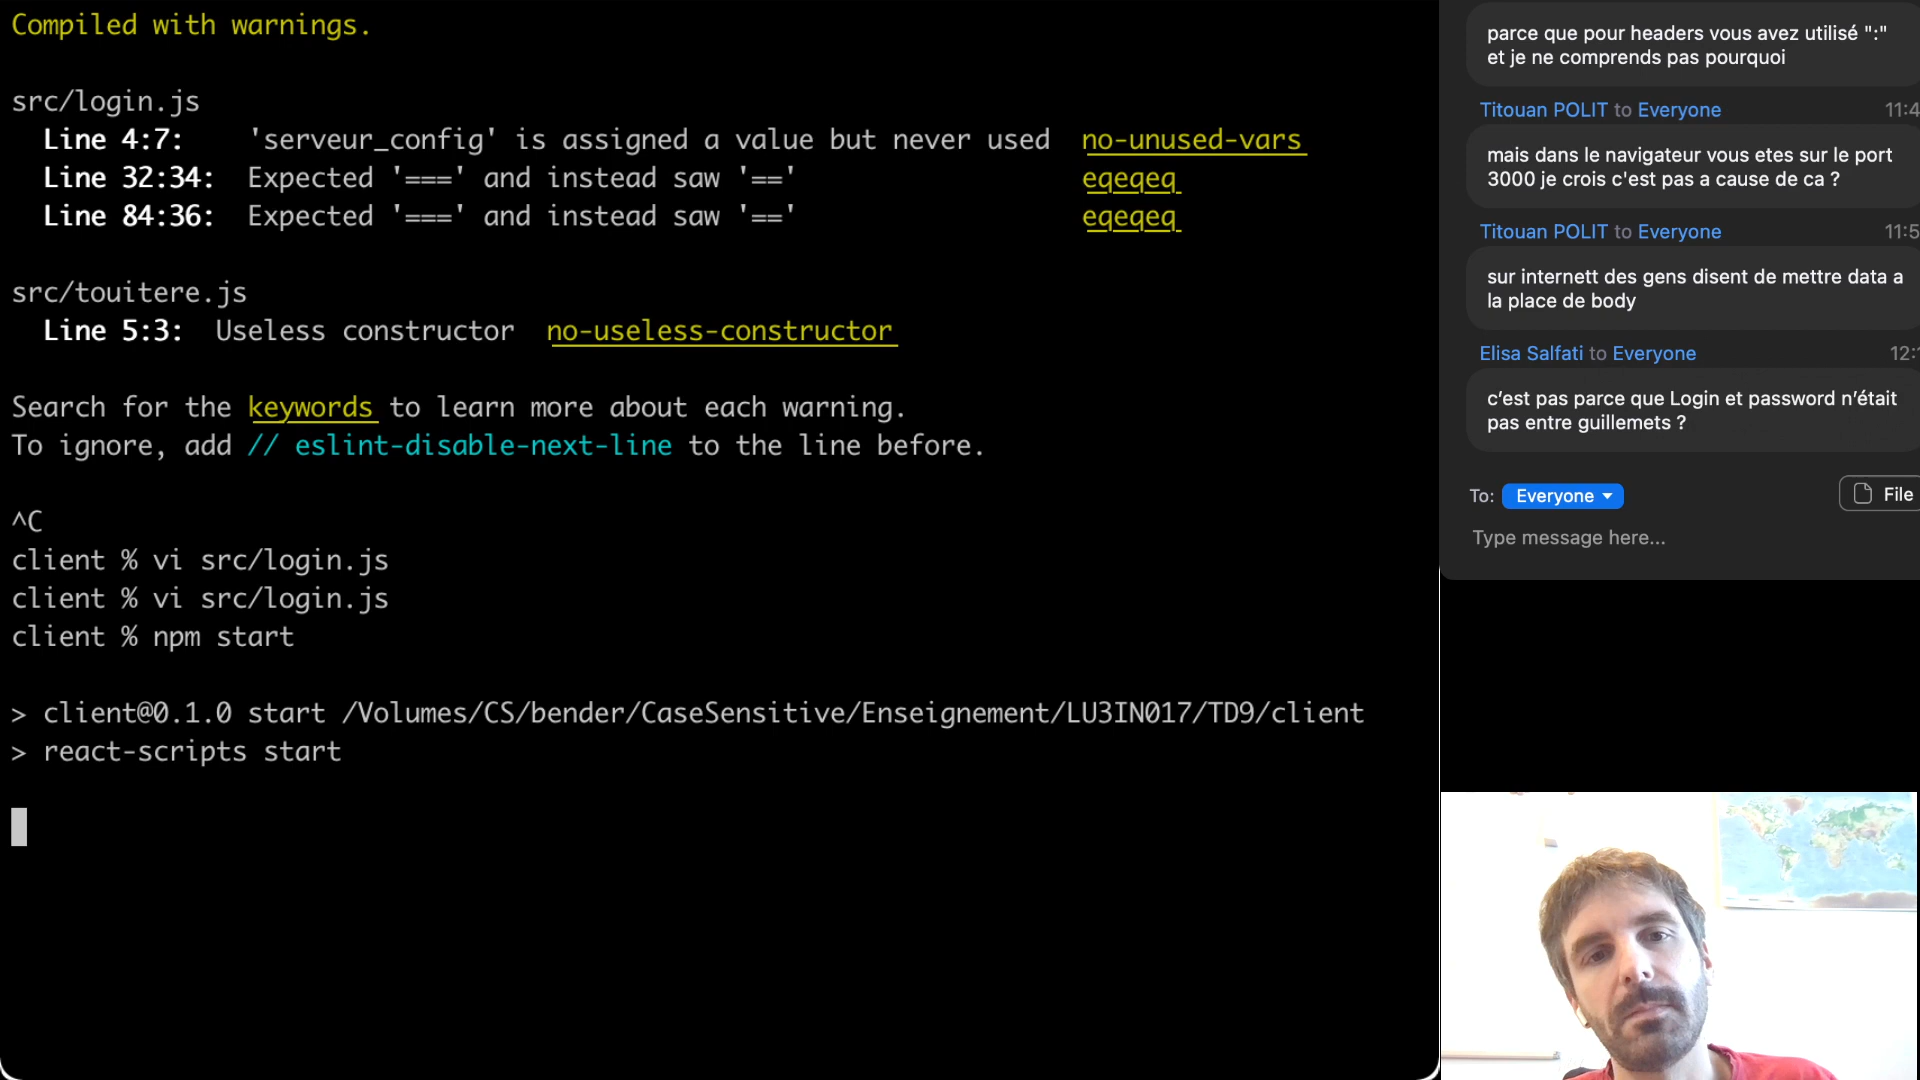 Compiled with warnings.
src/login.js
Line 4:7: 'serveur_config' is assigned a value but never used no-unused-vars
Line 32:34: Expected '===' and instead saw '==' eqeqeq
Line 84:36: Expected '===' and instead saw '==' eqeqeq
src/touitere.js
Line 5:3: Useless constructor no-useless-constructor
Search for the keywords to learn more about each warning.
To ignore, add // eslint-disable-next-line to the line before.
^C
client % vi src/login.js
client % vi src/login.js
client % npm start
> client@0.1.0 start /Volumes/CS/bender/CaseSensitive/Enseignement/LU3IN017/TD9/client
> react-scripts start
parce que pour headers vous avez utilisé ":"
et je ne comprends pas pourquoi
Titouan POLIT to Everyone 11:4
mais dans le navigateur vous etes sur le port
3000 je crois c'est pas a cause de ca ?
Titouan POLIT to Everyone 11:5
sur internett des gens disent de mettre data a
la place de body
Elisa Salfati to Everyone 12:
c’est pas parce que Login et password n’était
pas entre guillemets ?
To: Everyone File
Type message here...